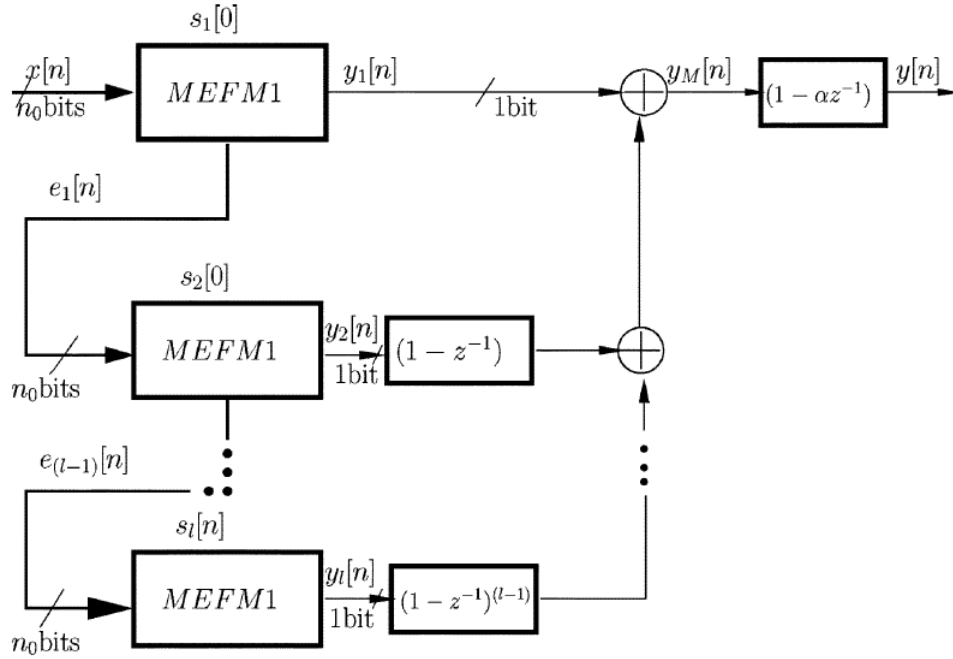 s₁[0]
x[n]
n₀bits
MEFM1
y₁[n]
1bit
y_M[n]
(1 − αz⁻¹)
y[n]
e₁[n]
s₂[0]
n₀bits
MEFM1
y₂[n]
1bit
(1 − z⁻¹)
e₍ₗ₋₁₎[n]
sₗ[n]
n₀bits
MEFM1
yₗ[n]
1bit
(1 − z⁻¹)⁽ˡ⁻¹⁾